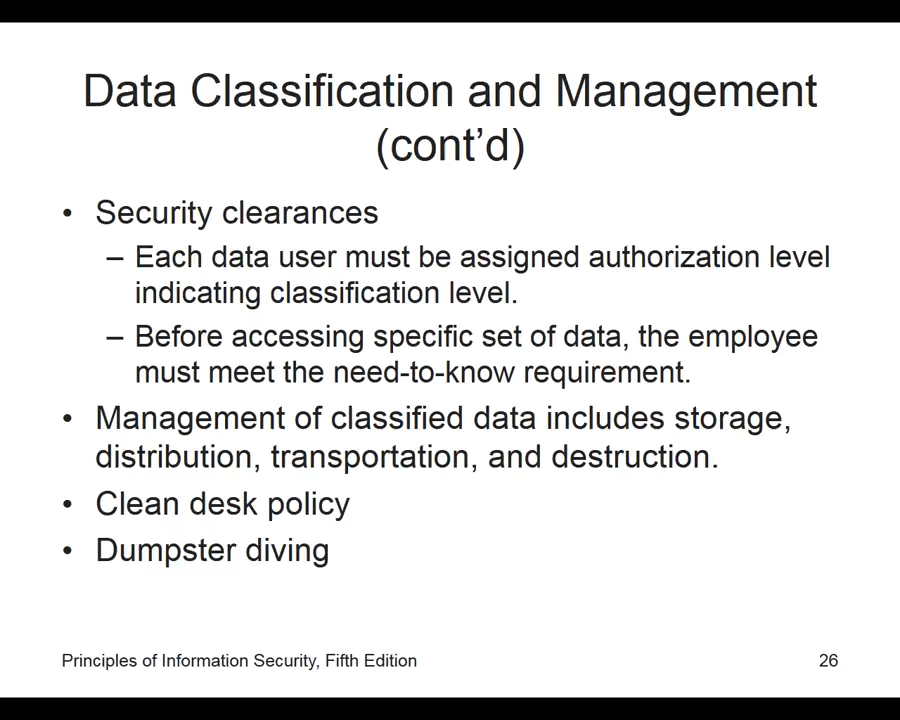 Data Classification and Management
(cont’d)
• Security clearances
– Each data user must be assigned authorization level
indicating classification level.
– Before accessing specific set of data, the employee
must meet the need-to-know requirement.
• Management of classified data includes storage,
distribution, transportation, and destruction.
• Clean desk policy
• Dumpster diving
Principles of Information Security, Fifth Edition
26